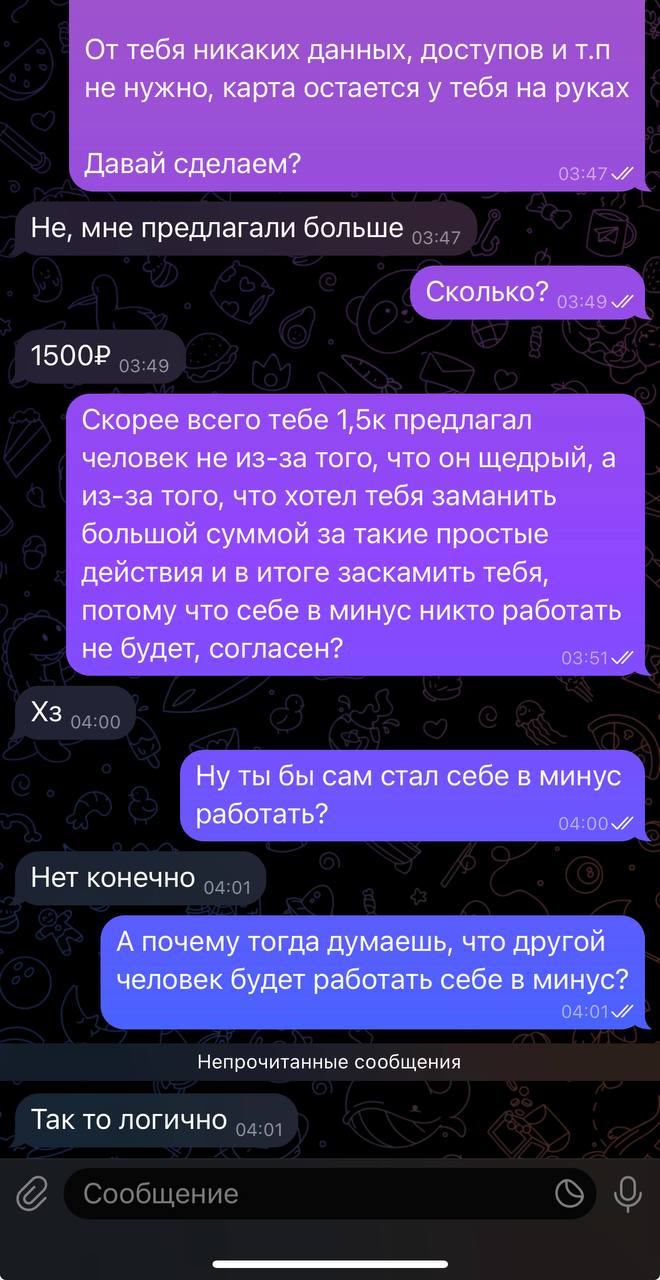 От тебя никаких данных, доступов и т.п
не нужно, карта остается у тебя на руках
Давай сделаем?
03:47
Не, мне предлагали больше 03:47
Сколько? 03:49
1500₽ 03:49
Скорее всего тебе 1,5к предлагал
человек не из-за того, что он щедрый, а
из-за того, что хотел тебя заманить
большой суммой за такие простые
действия и в итоге заскамить тебя,
потому что себе в минус никто работать
не будет, согласен?
03:51
Хз 04:00
Ну ты бы сам стал себе в минус
работать?
04:00
Нет конечно 04:01
А почему тогда думаешь, что другой
человек будет работать себе в минус?
04:01
Непрочитанные сообщения
Так то логично 04:01
Сообщение